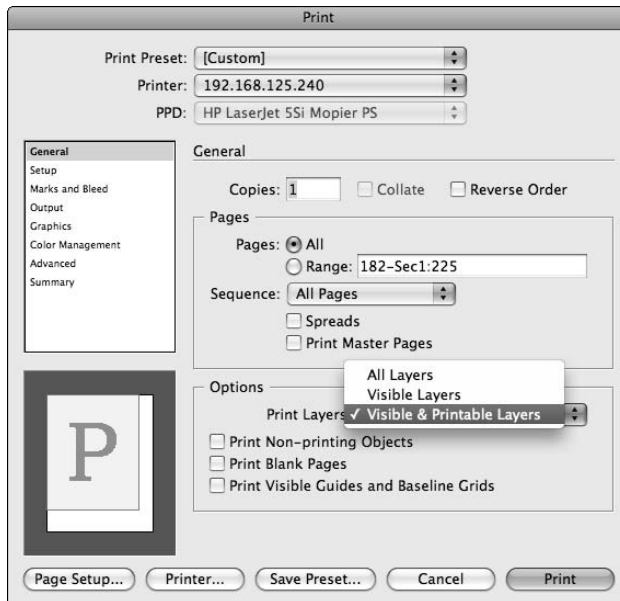 Print
Print Preset: [Custom]
Printer: 192.168.125.240
PPD: HP LaserJet 5Si Mopier PS
General
Setup
Marks and Bleed
Output
Graphics
Color Management
Advanced
Summary
General
Copies: 1 Collate Reverse Order
Pages
Pages: All
Range: 182-Sec1:225
Sequence: All Pages
Spreads
Print Master Pages
All Layers
Visible Layers
Options
Print Layers ✓ Visible & Printable Layers
Print Non-printing Objects
Print Blank Pages
Print Visible Guides and Baseline Grids
P
Page Setup... Printer... Save Preset... Cancel Print